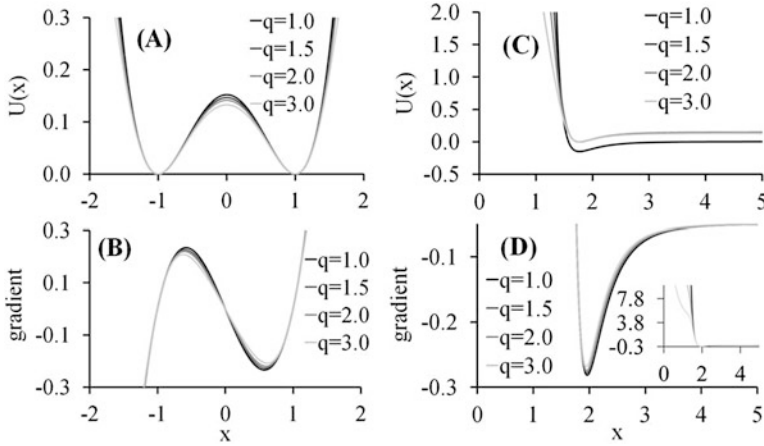 0.3
0.2
0.1
0.0
U(x)
(A)
q=1.0
q=1.5
q=2.0
q=3.0
-2
-1
0
1
2
x
2.0
1.5
1.0
0.5
0.0
-0.5
U(x)
(C)
q=1.0
q=1.5
q=2.0
q=3.0
0
1
2
3
4
5
x
0.3
0.1
-0.1
-0.3
gradient
(B)
q=1.0
q=1.5
q=2.0
q=3.0
-2
-1
0
1
2
x
-0.1
-0.2
-0.3
gradient
(D)
q=1.0
q=1.5
q=2.0
q=3.0
7.8
3.8
-0.3
0
2
4
0
1
2
3
4
5
x